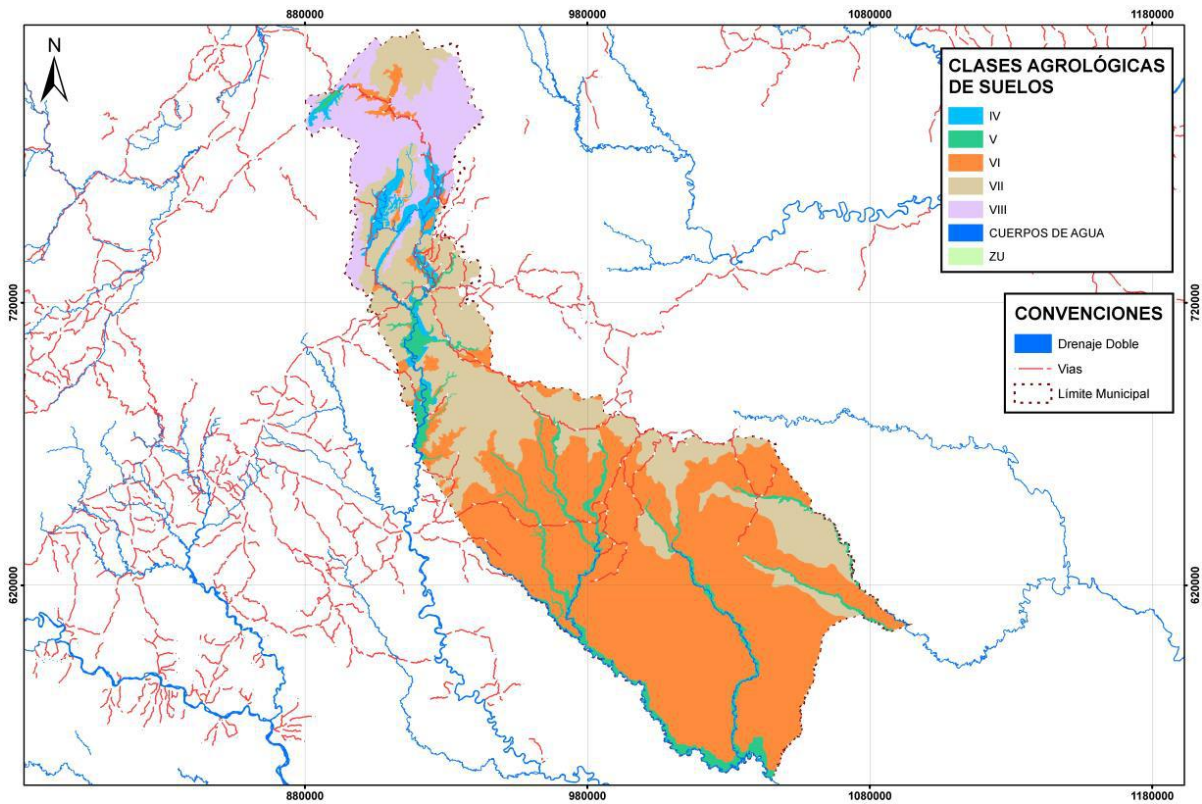 880000 980000 1080000 1180000
N
CLASES AGROLÓGICAS
DE SUELOS
IV
V
VI
VII
VIII
CUERPOS DE AGUA
ZU
720000 720000
CONVENCIONES
Drenaje Doble
Vias
Límite Municipal
620000 620000
880000 980000 1080000 1180000